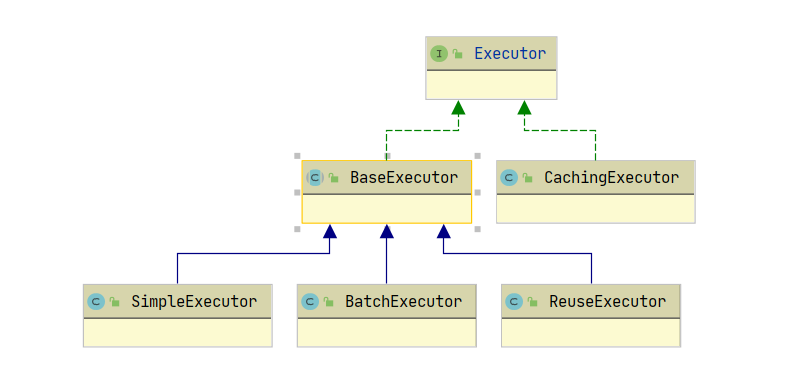 I Executor
C BaseExecutor
C CachingExecutor
C SimpleExecutor
C BatchExecutor
C ReuseExecutor